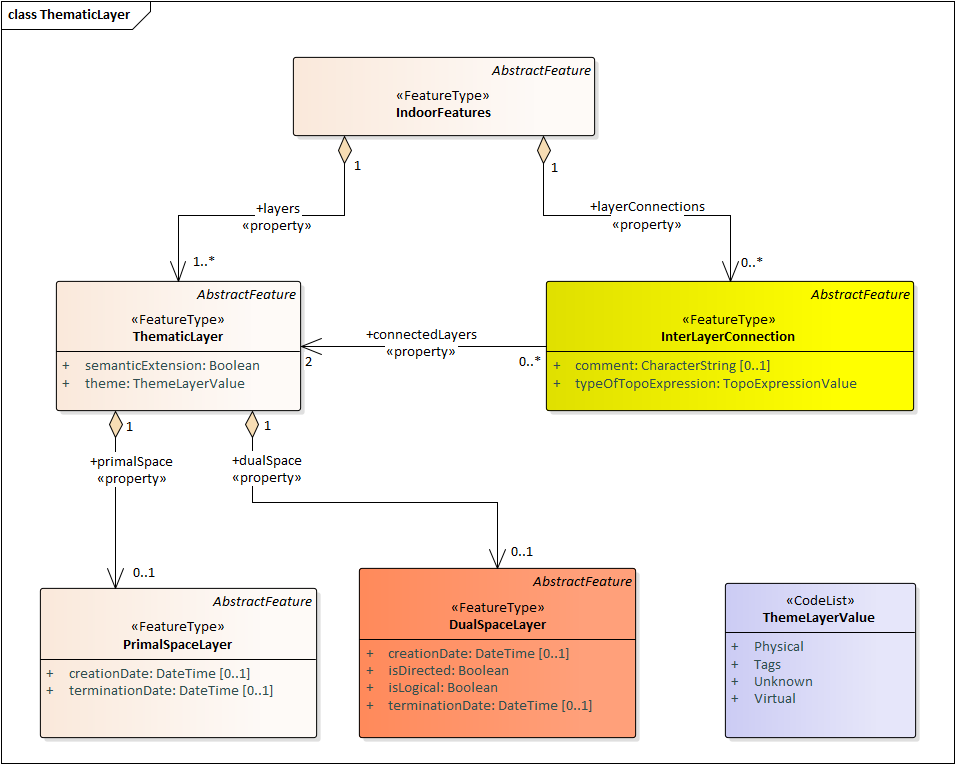 class ThematicLayer
AbstractFeature
«FeatureType»
IndoorFeatures
1
1
+layers
«property»
+layerConnections
«property»
1..*
0..*
AbstractFeature
«FeatureType»
ThematicLayer
+ semanticExtension: Boolean
+ theme: ThemeLayerValue
+connectedLayers
«property»
2
0..*
AbstractFeature
«FeatureType»
InterLayerConnection
+ comment: CharacterString [0..1]
+ typeOfTopoExpression: TopoExpressionValue
1
1
+primalSpace
«property»
+dualSpace
«property»
0..1
0..1
AbstractFeature
«FeatureType»
PrimalSpaceLayer
+ creationDate: DateTime [0..1]
+ terminationDate: DateTime [0..1]
AbstractFeature
«FeatureType»
DualSpaceLayer
+ creationDate: DateTime [0..1]
+ isDirected: Boolean
+ isLogical: Boolean
+ terminationDate: DateTime [0..1]
«CodeList»
ThemeLayerValue
+ Physical
+ Tags
+ Unknown
+ Virtual